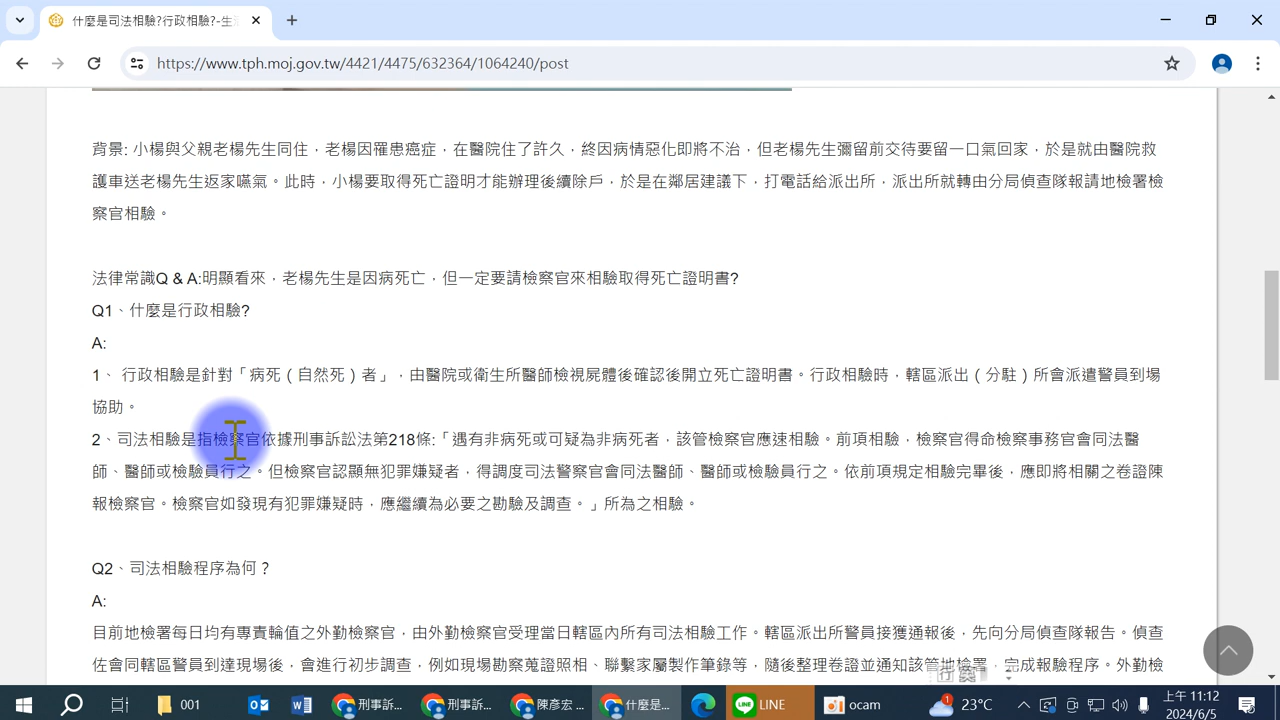 什麼是司法相驗?行政相驗?-生
https://www.tph.moj.gov.tw/4421/4475/632364/1064240/post
背景: 小楊與父親老楊先生同住，老楊因罹患癌症，在醫院住了許久，終因病情惡化即將不治，但老楊先生彌留前交待要留一口氣回家，於是就由醫院救
護車送老楊先生返家嚥氣。此時，小楊要取得死亡證明才能辦理後續除戶，於是在鄰居建議下，打電話給派出所，派出所就轉由分局偵查隊報請地檢署檢
察官相驗。
法律常識Q & A:明顯看來，老楊先生是因病死亡，但一定要請檢察官來相驗取得死亡證明書?
Q1、什麼是行政相驗?
A:
1、 行政相驗是針對「病死（自然死）者」，由醫院或衛生所醫師檢視屍體後確認後開立死亡證明書。行政相驗時，轄區派出（分駐）所會派遣警員到場
協助。
2、司法相驗是指檢察官依據刑事訴訟法第218條:「遇有非病死或可疑為非病死者，該管檢察官應速相驗。前項相驗，檢察官得命檢察事務官會同法醫
師、醫師或檢驗員行之。但檢察官認顯無犯罪嫌疑者，得調度司法警察官會同法醫師、醫師或檢驗員行之。依前項規定相驗完畢後，應即將相關之卷證陳
報檢察官。檢察官如發現有犯罪嫌疑時，應繼續為必要之勘驗及調查。」所為之相驗。
Q2、司法相驗程序為何？
A:
目前地檢署每日均有專責輪值之外勤檢察官，由外勤檢察官受理當日轄區內所有司法相驗工作。轄區派出所警員接獲通報後，先向分局偵查隊報告。偵查
佐會同轄區警員到達現場後，會進行初步調查，例如現場勘察蒐證照相、聯繫家屬製作筆錄等，隨後整理卷證並通知該管地檢署，完成報驗程序。外勤檢
001 刑事訴... 刑事訴... 陳彥宏 ... 什麼是... LINE ocam 1 23°C 上午 11:12
2024/6/5